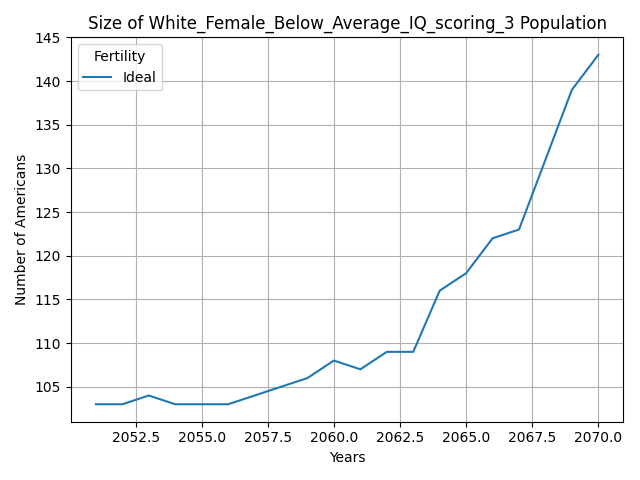 Size of White_Female_Below_Average_IQ_scoring_3 Population
145
140
135
130
125
120
115
110
105
Number of Americans
Fertility
Ideal
2052.5 2055.0 2057.5 2060.0 2062.5 2065.0 2067.5 2070.0
Years